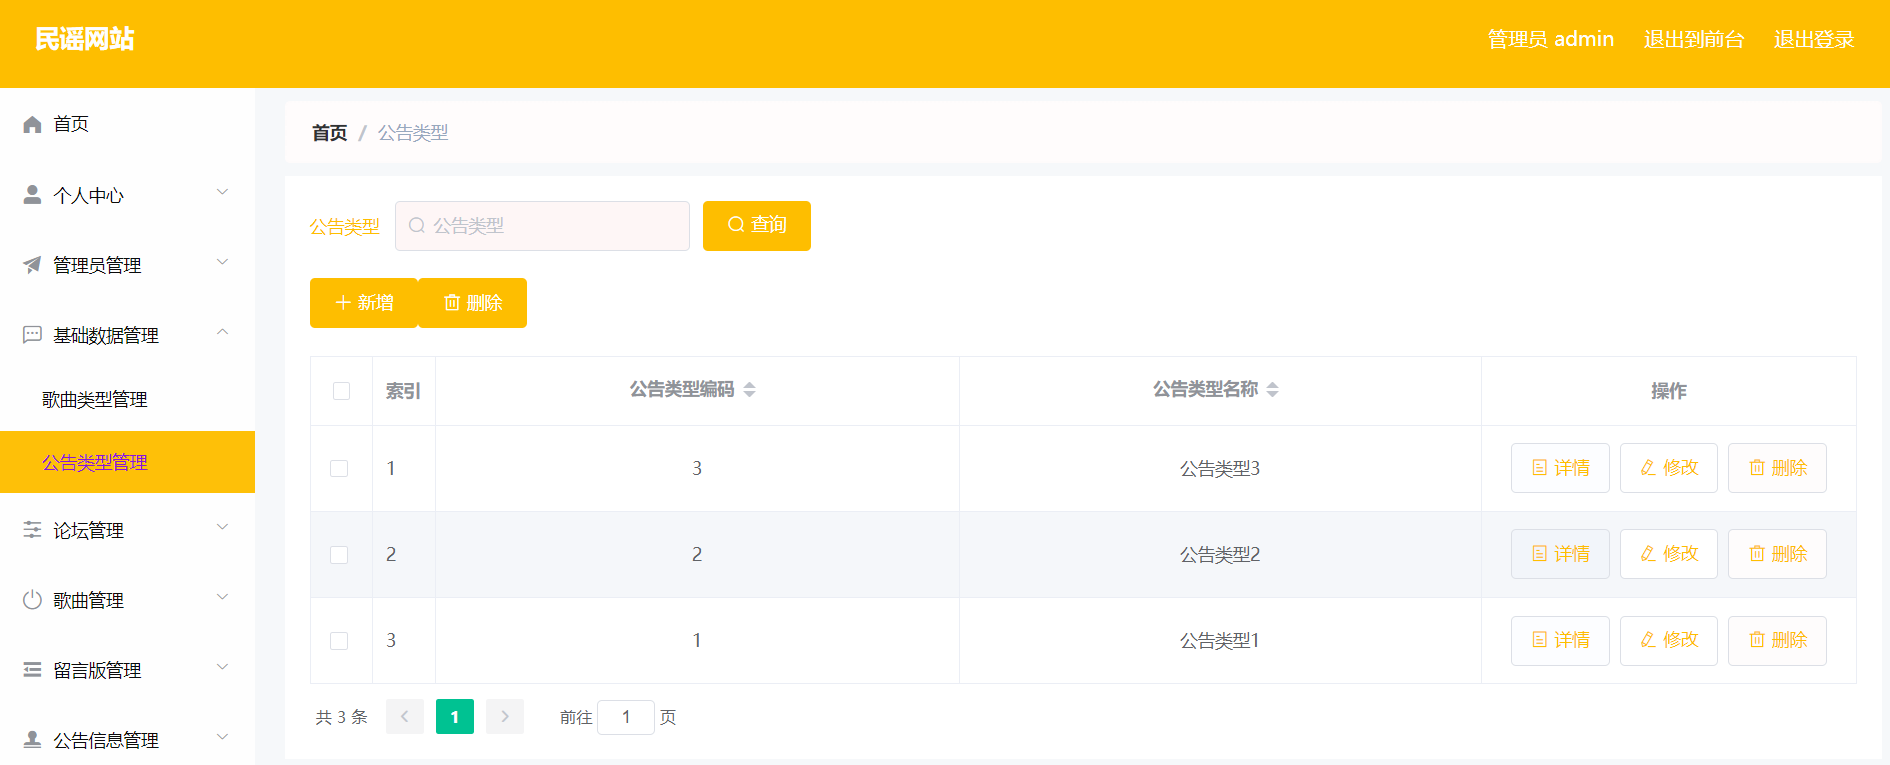 民谣网站
管理员 admin 退出到前台 退出登录
首页
个人中心
管理员管理
基础数据管理
歌曲类型管理
公告类型管理
论坛管理
歌曲管理
留言版管理
公告信息管理
首页 / 公告类型
公告类型 公告类型 查询
新增 删除
索引 公告类型编码 公告类型名称 操作
1 3 公告类型3 详情 修改 删除
2 2 公告类型2 详情 修改 删除
3 1 公告类型1 详情 修改 删除
共 3 条 1 前往 1 页